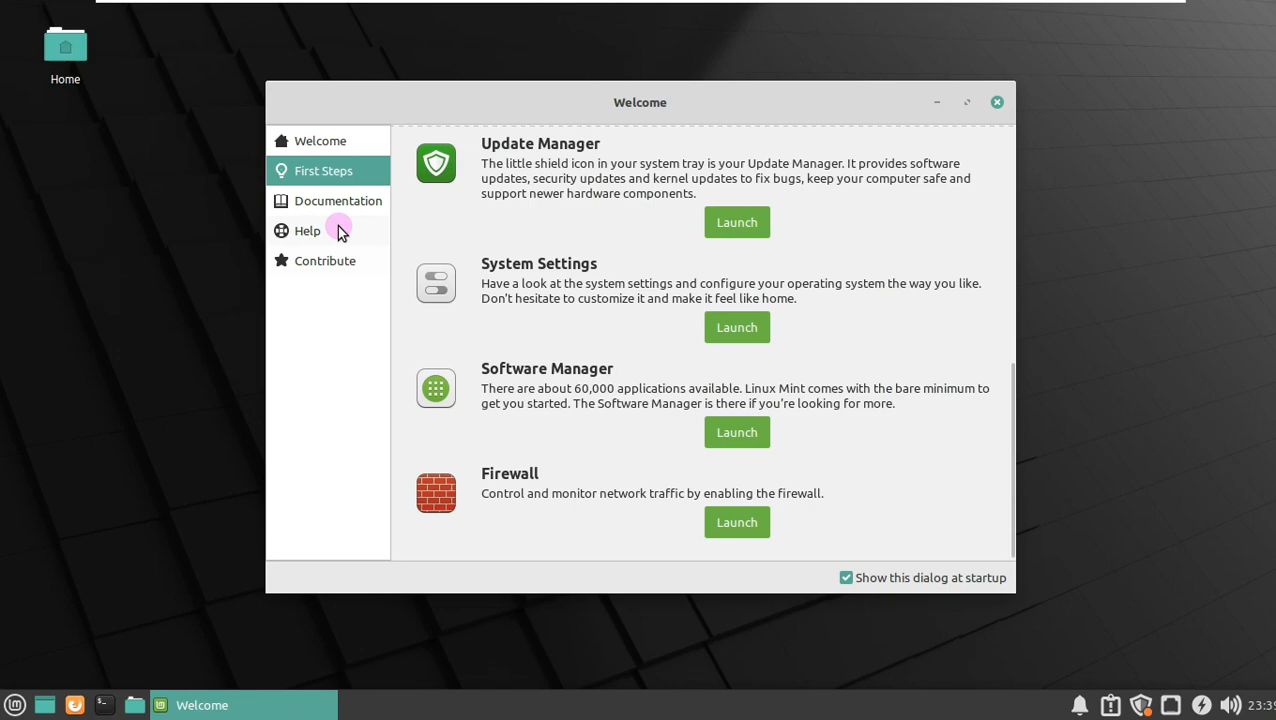 Home
Welcome
Welcome
First Steps
Documentation
Help
Contribute
Update Manager
The little shield icon in your system tray is your Update Manager. It provides software
updates, security updates and kernel updates to fix bugs, keep your computer safe and
support newer hardware components.
Launch
System Settings
Have a look at the system settings and configure your operating system the way you like.
Don't hesitate to customize it and make it feel like home.
Launch
Software Manager
There are about 60,000 applications available. Linux Mint comes with the bare minimum to
get you started. The Software Manager is there if you're looking for more.
Launch
Firewall
Control and monitor network traffic by enabling the firewall.
Launch
Show this dialog at startup
Welcome
23:39